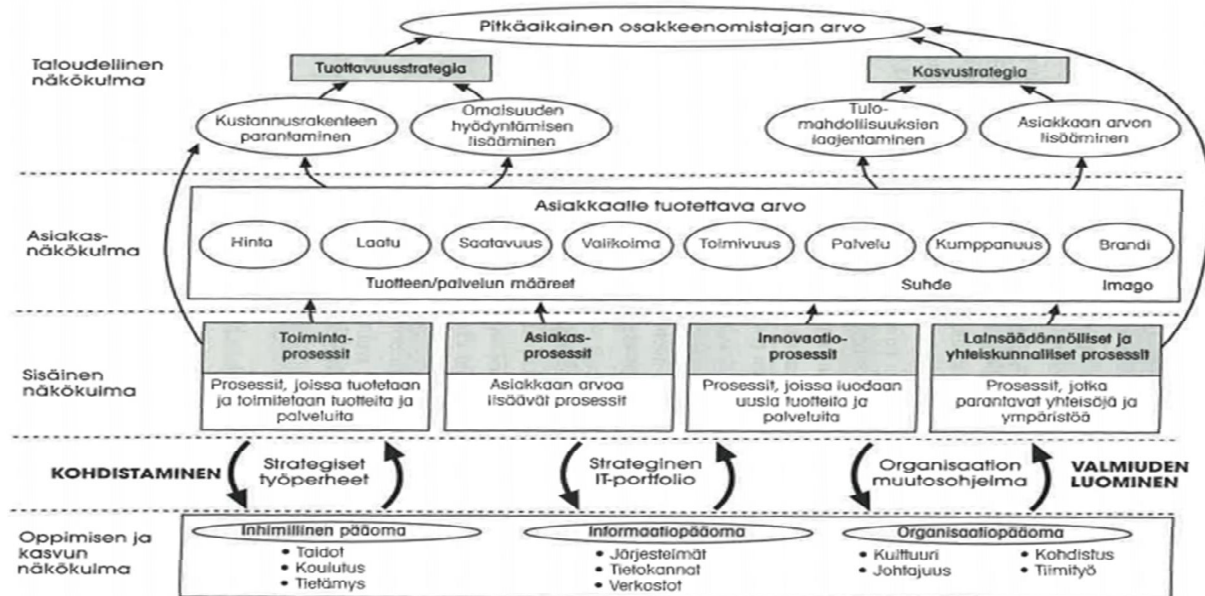 Pitkäaikainen osakkeenomistajan arvo
Taloudellinen
näkökulma
Tuottavuusstrategia
Kasvustrategia
Kustannusrakenteen
parantaminen
Omaisuuden
hyödyntämisen
lisääminen
Tulo-
mahdollisuuksien
laajentaminen
Asiakkaan arvon
lisääminen
Asiakas-
näkökulma
Asiakkaalle tuotettava arvo
Hinta
Laatu
Saatavuus
Valikoima
Toimivuus
Palvelu
Kumppanuus
Brandi
Tuotteen/palvelun määreet
Suhde
Imago
Sisäinen
näkökulma
Toiminta-
prosessit
Prosessit, joissa tuotetaan
ja toimitetaan tuotteita ja
palveluita
Asiakas-
prosessit
Asiakkaan arvoa
lisäävät prosessit
Innovaatio-
prosessit
Prosessit, joissa luodaan
uusia tuotteita ja
palveluita
Lainsäädännölliset ja
yhteiskunnalliset prosessit
Prosessit, jotka
parantavat yhteisöjä ja
ympäristöä
KOHDISTAMINEN
Strategiset
työperheet
Strateginen
IT-portfolio
Organisaation
muutosohjelma
VALMIUDEN
LUOMINEN
Oppimisen ja
kasvun
näkökulma
Inhimillinen pääoma
• Taidot
• Koulutus
• Tietämys
Informaatiopääoma
• Järjestelmät
• Tietokannat
• Verkostot
Organisaatiopääoma
• Kulttuuri
• Johtajuus
• Kohdistus
• Tiimityö